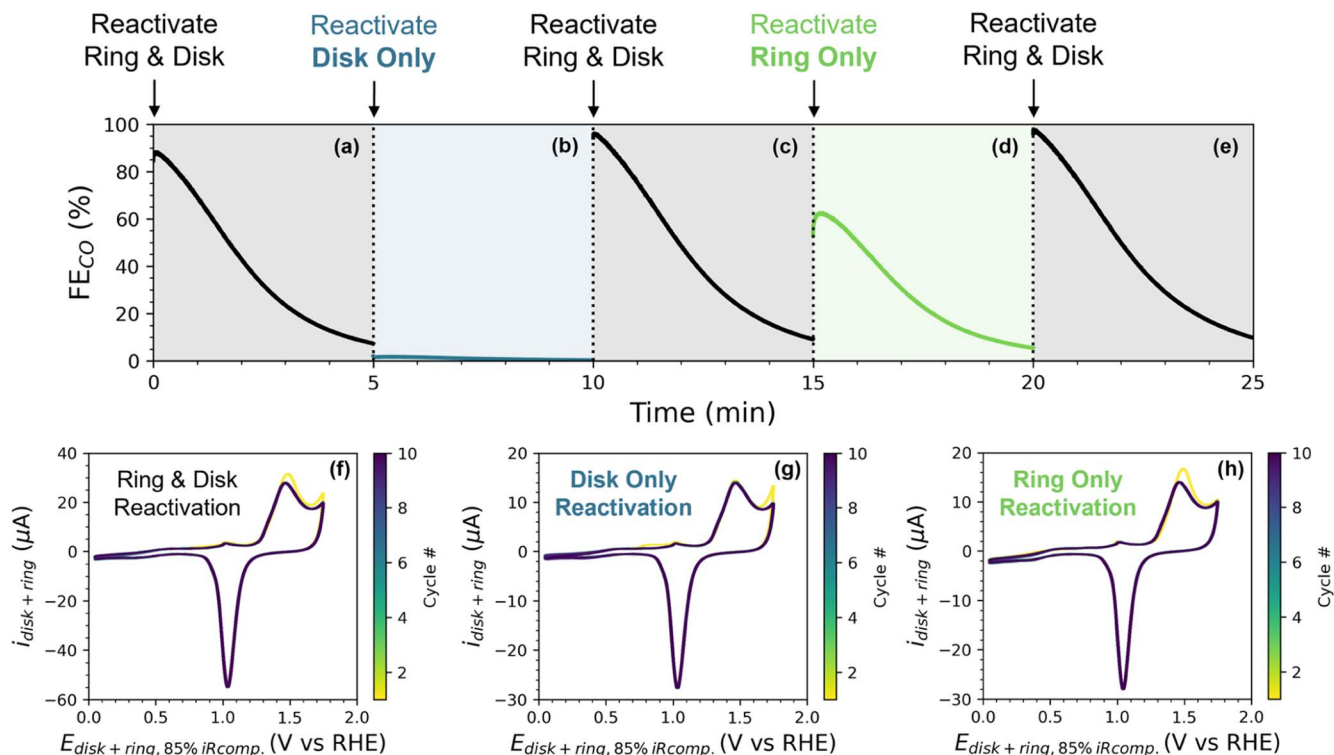 Reactivate
Ring & Disk
Reactivate
Disk Only
Reactivate
Ring & Disk
Reactivate
Ring Only
Reactivate
Ring & Disk
100
80
60
40
20
0
FE_CO (%)
(a)
(b)
(c)
(d)
(e)
0 5 10 15 20 25
Time (min)
40
20
0
−20
−40
−60
i_disk+ring (μA)
Ring & Disk
Reactivation
(f)
0.0 0.5 1.0 1.5 2.0
E_disk+ring, 85% iRcomp. (V vs RHE)
10
8
6
4
2
Cycle #
20
10
0
−10
−20
−30
i_disk+ring (μA)
Disk Only
Reactivation
(g)
0.0 0.5 1.0 1.5 2.0
E_disk+ring, 85% iRcomp. (V vs RHE)
10
8
6
4
2
Cycle #
20
10
0
−10
−20
−30
i_disk+ring (μA)
Ring Only
Reactivation
(h)
0.0 0.5 1.0 1.5 2.0
E_disk+ring, 85% iRcomp. (V vs RHE)
10
8
6
4
2
Cycle #